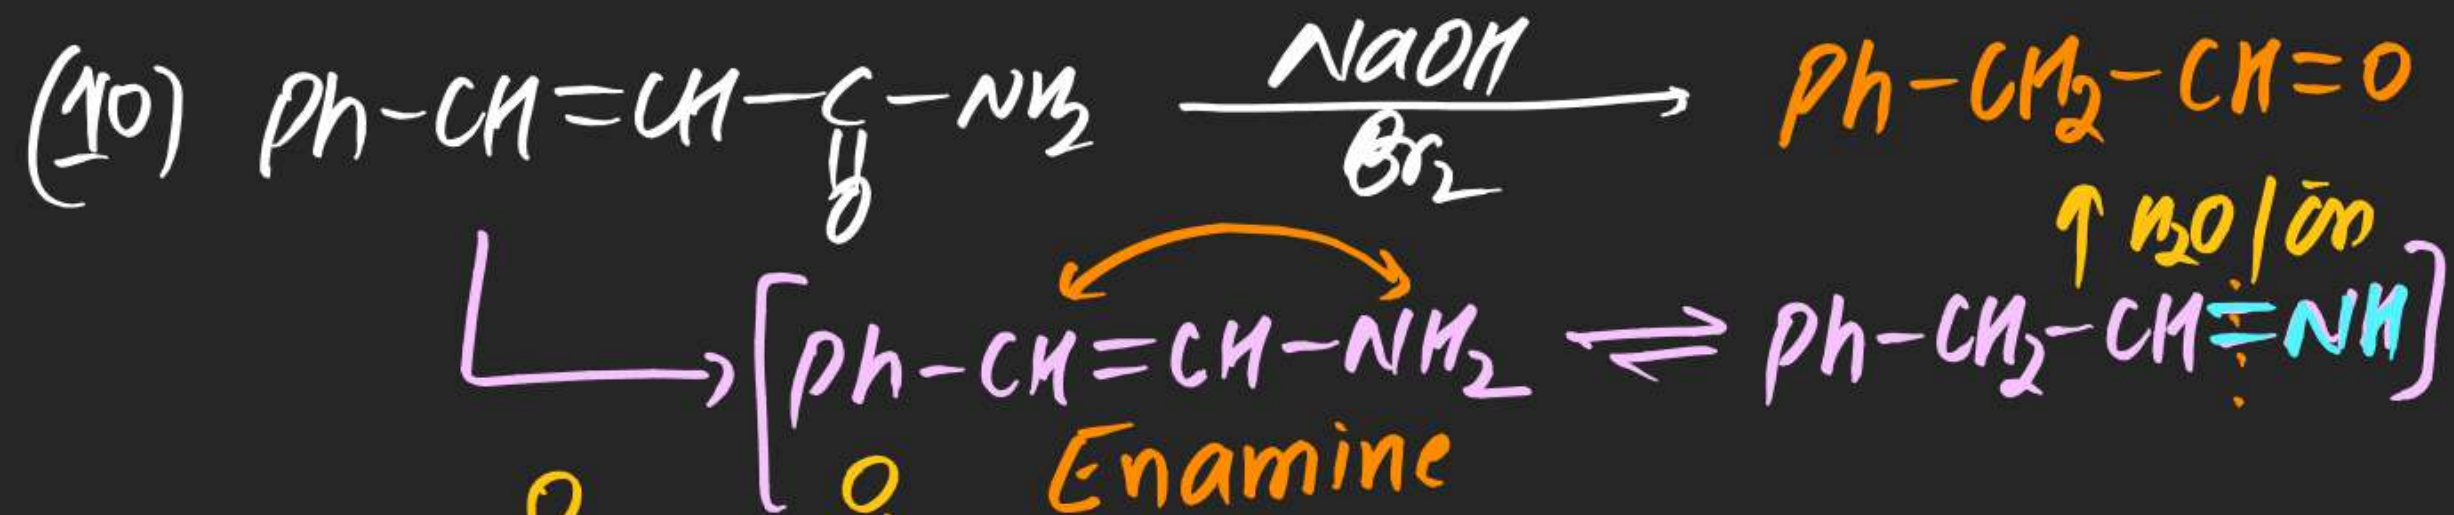 (10) Ph-CH=CH-C-NH2 NaOH Ph-CH2-CH=O
Br2
O
↑ H2O/OH
[Ph-CH=CH-NH2 ⇌ Ph-CH2-CH=NH]
Enamine
O O